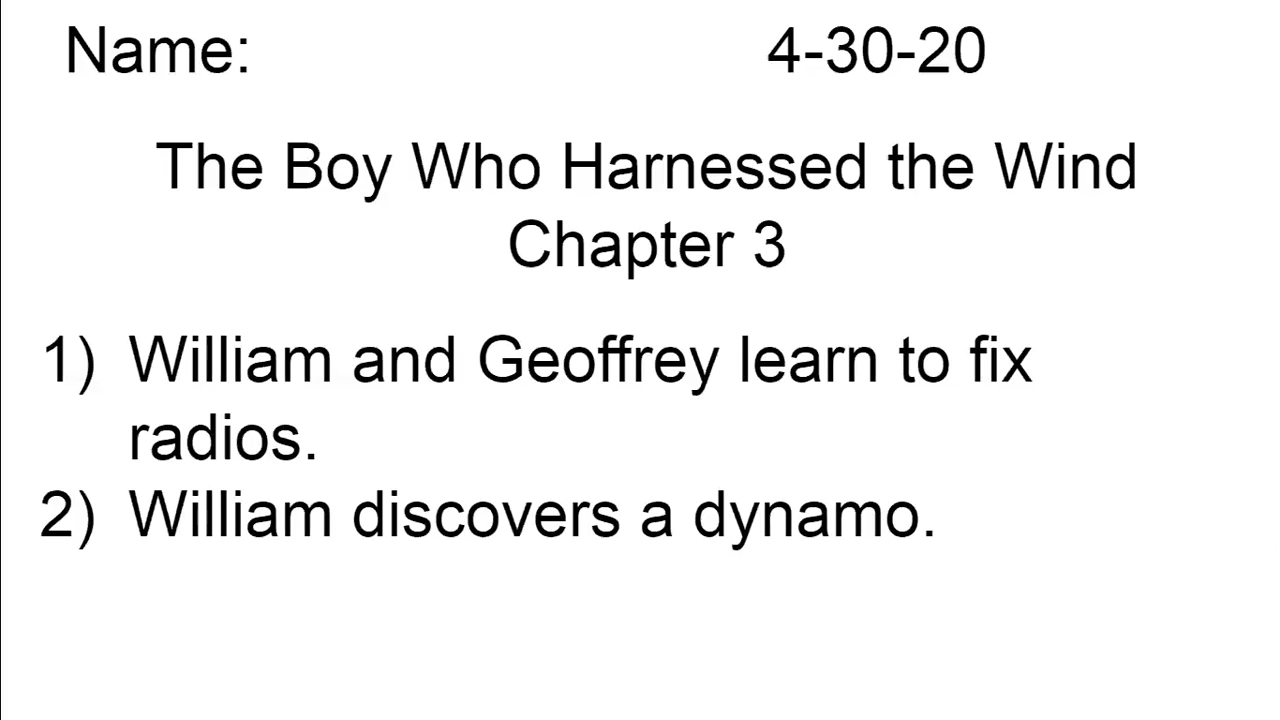 Name: 4-30-20
The Boy Who Harnessed the Wind
Chapter 3
1) William and Geoffrey learn to fix
radios.
2) William discovers a dynamo.